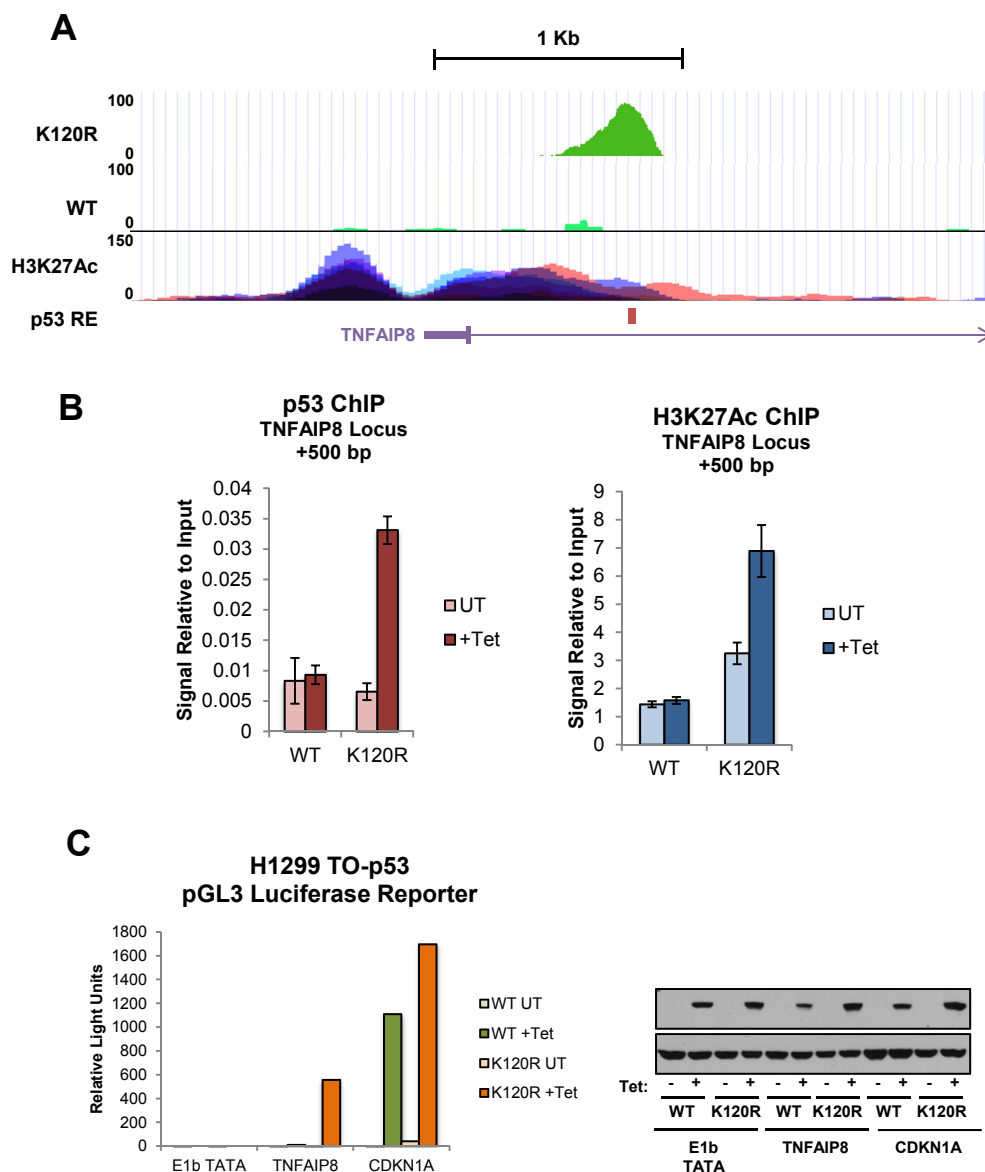 A
1 Kb
100
K120R
0
100
WT
0
150
H3K27Ac
0
p53 RE
TNFAIP8
B
p53 ChIP
TNFAIP8 Locus
+500 bp
Signal Relative to Input
0.04
0.035
0.03
0.025
0.02
0.015
0.01
0.005
0
WT K120R
UT
+Tet
H3K27Ac ChIP
TNFAIP8 Locus
+500 bp
Signal Relative to Input
9
8
7
6
5
4
3
2
1
0
WT K120R
UT
+Tet
C
H1299 TO-p53
pGL3 Luciferase Reporter
Relative Light Units
1800
1600
1400
1200
1000
800
600
400
200
0
E1b TATA TNFAIP8 CDKN1A
WT UT
WT +Tet
K120R UT
K120R +Tet
Tet: - + - + - + - + - + - +
WT K120R WT K120R WT K120R
E1b TATA TNFAIP8 CDKN1A